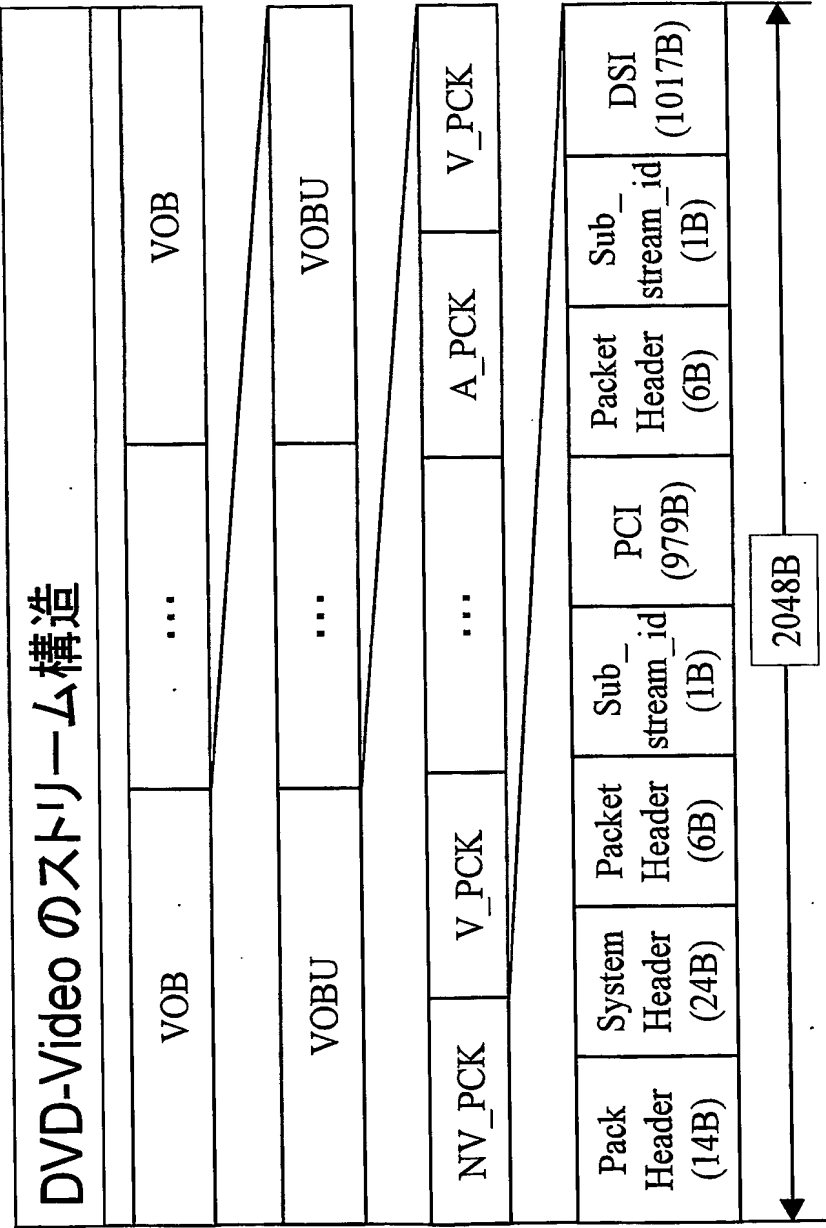 DVD-Video のストリーム構造
VOB
...
VOB
VOBU
...
VOBU
NV_PCK
V_PCK
...
A_PCK
V_PCK
Pack
Header
(14B)
System
Header
(24B)
Packet
Header
(6B)
Sub_
stream_id
(1B)
PCI
(979B)
Packet
Header
(6B)
Sub_
stream_id
(1B)
DSI
(1017B)
2048B